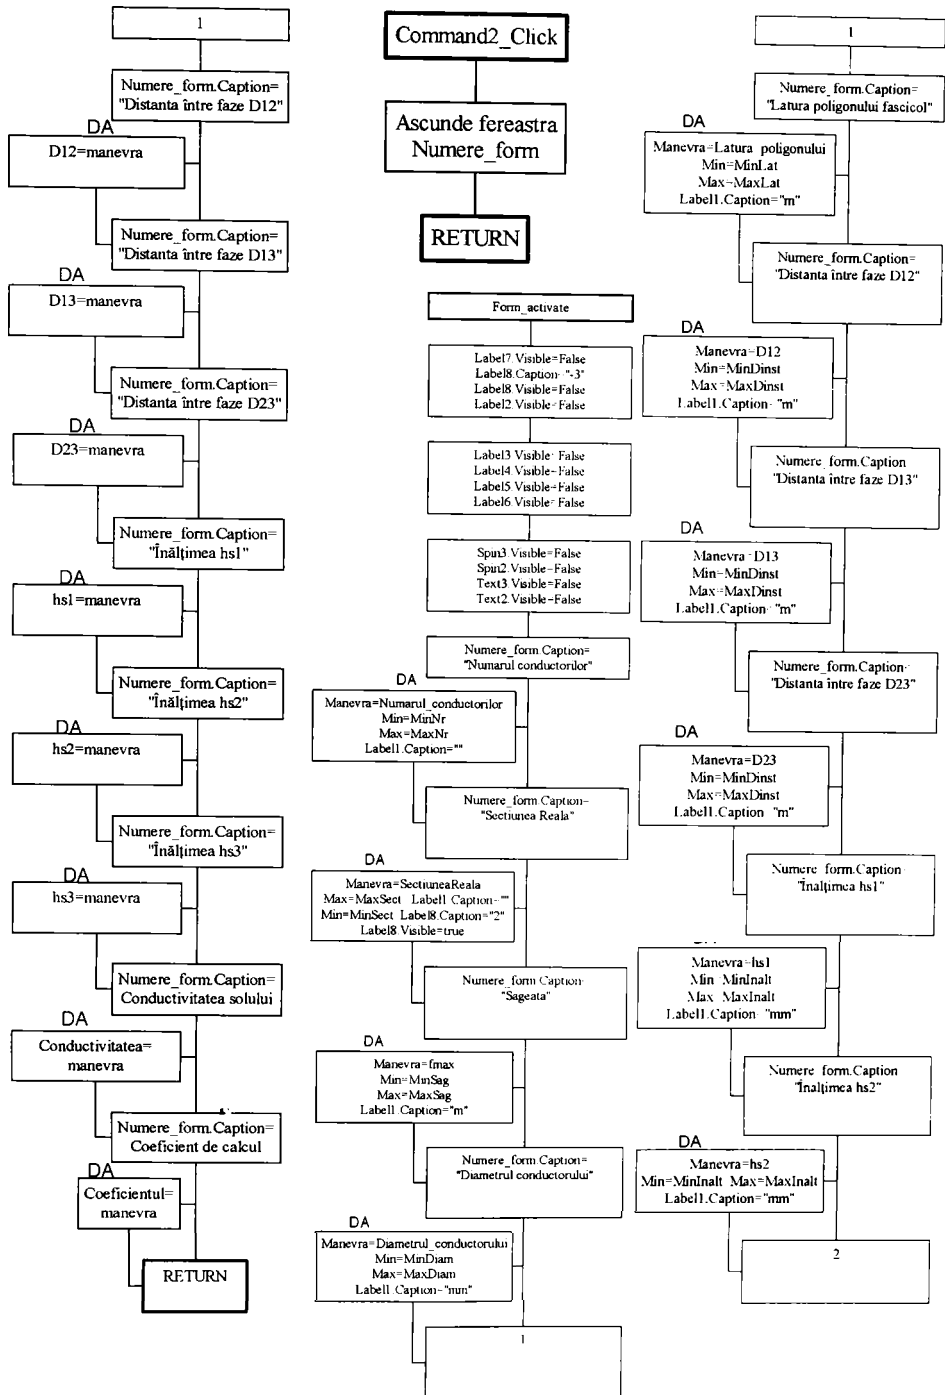 1
Numere_form.Caption=
"Distanta între faze D12"
DA
D12=manevra
Numere_form.Caption=
"Distanta între faze D13"
DA
D13=manevra
Numere_form.Caption=
"Distanta între faze D23"
DA
D23=manevra
Numere_form.Caption=
"Înălţimea hs1"
DA
hs1=manevra
Numere_form.Caption=
"Înălţimea hs2"
DA
hs2=manevra
Numere_form.Caption=
"Înălţimea hs3"
DA
hs3=manevra
Numere_form.Caption=
Conductivitatea solului
DA
Conductivitatea=
manevra
Numere_form.Caption=
Coeficient de calcul
DA
Coeficientul=
manevra
RETURN
Command2_Click
Ascunde fereastra
Numere_form
RETURN
Form_activate
Label7.Visible=False
Label8.Caption="-3"
Label8.Visible=False
Label2.Visible=False
Label3.Visible=False
Label4.Visible=False
Label5.Visible=False
Label6.Visible=False
Spin3.Visible=False
Spin2.Visible=False
Text3.Visible=False
Text2.Visible=False
Numere_form.Caption=
"Numarul conductorilor"
DA
Manevra=Numarul_conductorilor
Min=MinNr
Max=MaxNr
Label1.Caption=""
Numere_form.Caption=
"Sectiunea Reala"
DA
Manevra=SectiuneaReala
Max=MaxSect Label1.Caption=""
Min=MinSect Label8.Caption="2"
Label8.Visible=true
Numere_form.Caption=
"Sageata"
DA
Manevra=fmax
Min=MinSag
Max=MaxSag
Label1.Caption="m"
Numere_form.Caption=
"Diametrul conductorului"
DA
Manevra=Diametrul_conductorului
Min=MinDiam
Max=MaxDiam
Label1.Caption="mm"
1
1
Numere_form.Caption=
"Latura poligonului fascicol"
DA
Manevra=Latura poligonului
Min=MinLat
Max=MaxLat
Label1.Caption="m"
Numere_form.Caption=
"Distanta între faze D12"
DA
Manevra=D12
Min=MinDinst
Max=MaxDinst
Label1.Caption="m"
Numere_form.Caption
"Distanta între faze D13"
DA
Manevra=D13
Min=MinDinst
Max=MaxDinst
Label1.Caption="m"
Numere_form.Caption=
"Distanta între faze D23"
DA
Manevra=D23
Min=MinDinst
Max=MaxDinst
Label1.Caption "m"
Numere_form.Caption=
"Înalţimea hs1"
DA
Manevra=hs1
Min=MinInalt
Max=MaxInalt
Label1.Caption="mm"
Numere_form.Caption
"Înalţimea hs2"
DA
Manevra=hs2
Min=MinInalt Max=MaxInalt
Label1.Caption="mm"
2